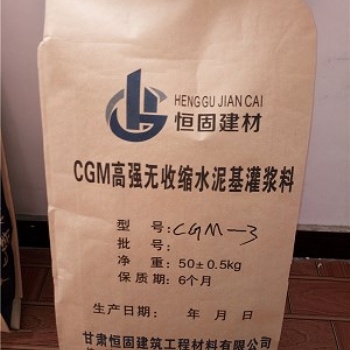 HENGGU JIAN CAI
恒固建材
CGM高强无收缩水泥基灌浆料
型号:CGM-3
批号:
净重:50±0.5kg
保质期:6个月
生产日期: 年 月 日
甘肃恒固建筑工程材料有限公司